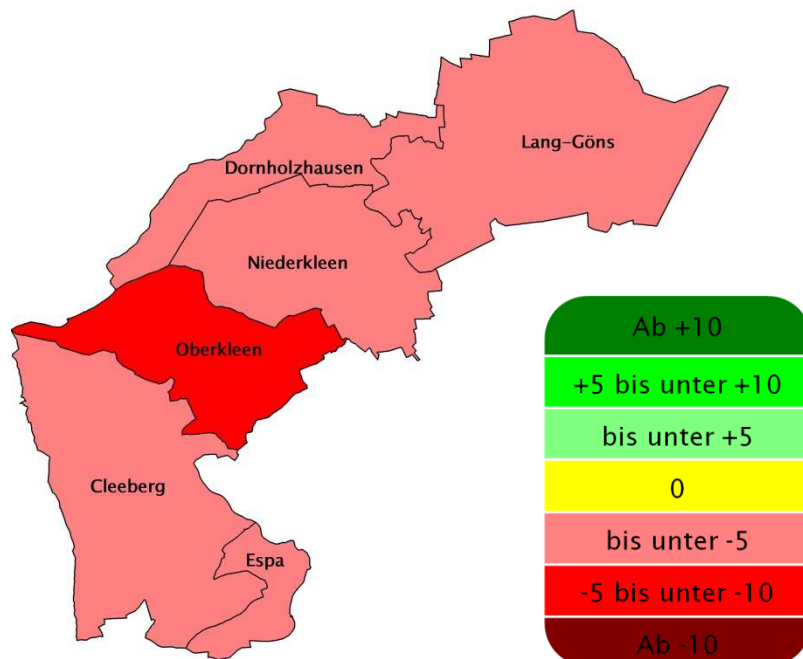 Lang-Göns
Dornholzhausen
Niederkleen
Oberkleen
Cleeberg
Espa
Ab +10
+5 bis unter +10
bis unter +5
0
bis unter -5
-5 bis unter -10
Ab -10